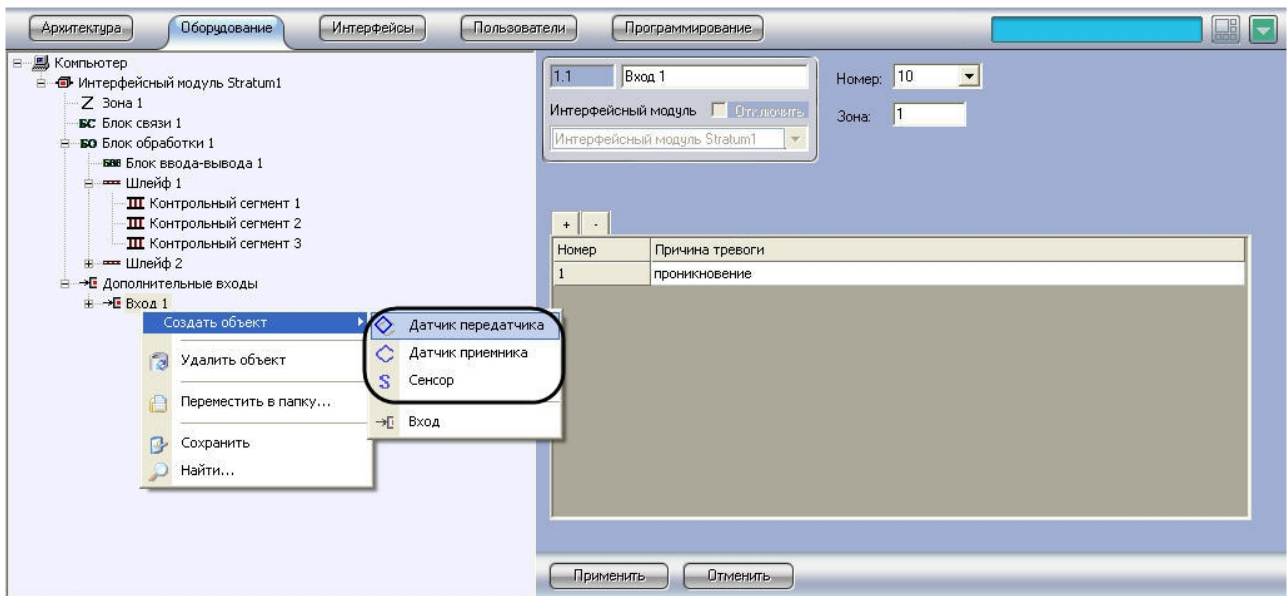 Архитектура Оборудование Интерфейсы Пользователи Программирование
Компьютер
Интерфейсный модуль Stratum1
Зона 1
БС Блок связи 1
БО Блок обработки 1
БВВ Блок ввода-вывода 1
Шлейф 1
Контрольный сегмент 1
Контрольный сегмент 2
Контрольный сегмент 3
Шлейф 2
Дополнительные входы
Вход 1
Создать объект
Удалить объект
Переместить в папку...
Сохранить
Найти...
Датчик передатчика
Датчик приемника
S Сенсор
Вход
1.1 Вход 1
Интерфейсный модуль Отключить
Интерфейсный модуль Stratum1
Номер: 10
Зона: 1
+ -
Номер Причина тревоги
1 проникновение
Применить Отменить